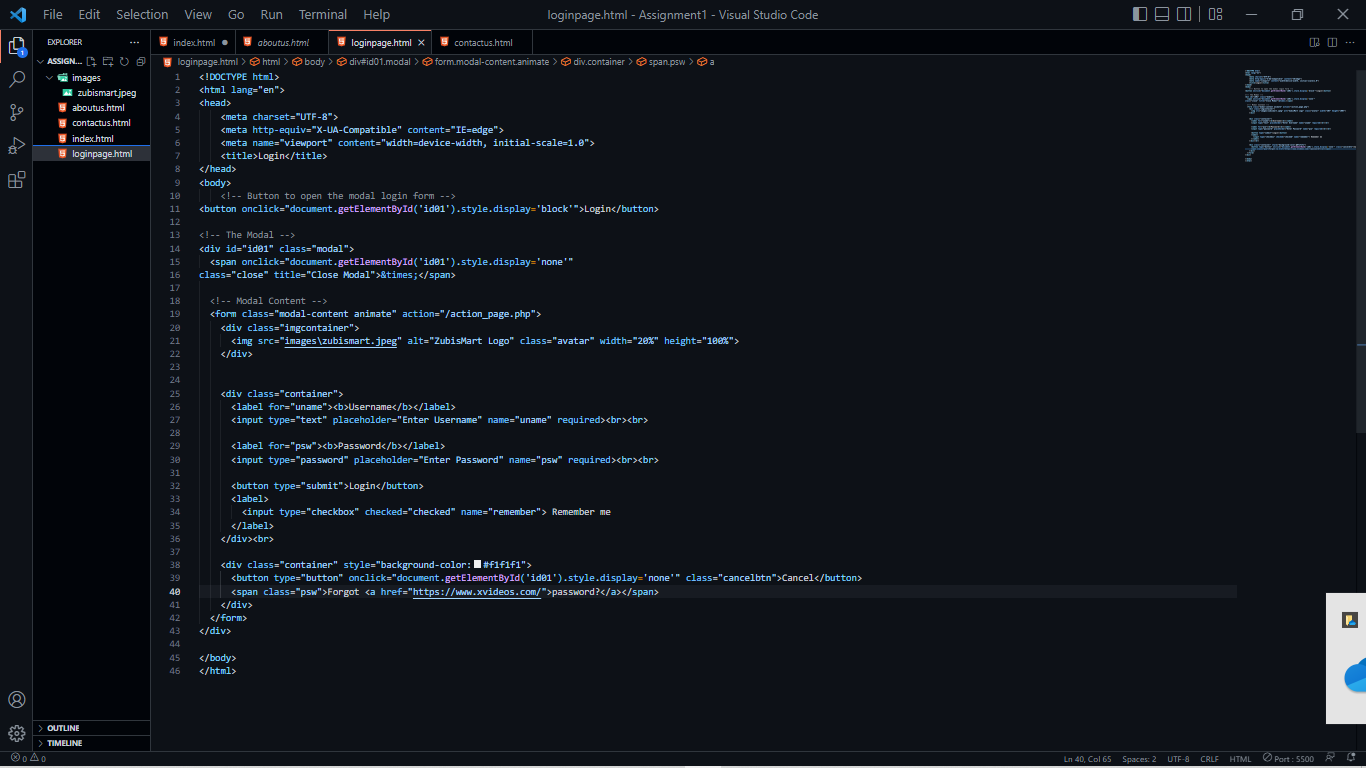 File Edit Selection View Go Run Terminal Help
loginpage.html - Assignment1 - Visual Studio Code
EXPLORER
ASSIGN...
images
zubismart.jpeg
aboutus.html
contactus.html
index.html
loginpage.html
OUTLINE
TIMELINE
index.html aboutus.html loginpage.html contactus.html
loginpage.html > html > body > div#id01.modal > form.modal-content.animate > div.container > span.psw > a
1 <!DOCTYPE html>
2 <html lang="en">
3 <head>
4 <meta charset="UTF-8">
5 <meta http-equiv="X-UA-Compatible" content="IE=edge">
6 <meta name="viewport" content="width=device-width, initial-scale=1.0">
7 <title>Login</title>
8 </head>
9 <body>
10 <!-- Button to open the modal login form -->
11 <button onclick="document.getElementById('id01').style.display='block'">Login</button>
12
13 <!-- The Modal -->
14 <div id="id01" class="modal">
15 <span onclick="document.getElementById('id01').style.display='none'"
16 class="close" title="Close Modal">&times;</span>
17
18 <!-- Modal Content -->
19 <form class="modal-content animate" action="/action_page.php">
20 <div class="imgcontainer">
21 <img src="images\zubismart.jpeg" alt="ZubisMart Logo" class="avatar" width="20%" height="100%">
22 </div>
23
24
25 <div class="container">
26 <label for="uname"><b>Username</b></label>
27 <input type="text" placeholder="Enter Username" name="uname" required><br><br>
28
29 <label for="psw"><b>Password</b></label>
30 <input type="password" placeholder="Enter Password" name="psw" required><br><br>
31
32 <button type="submit">Login</button>
33 <label>
34 <input type="checkbox" checked="checked" name="remember"> Remember me
35 </label>
36 </div><br>
37
38 <div class="container" style="background-color:#f1f1f1">
39 <button type="button" onclick="document.getElementById('id01').style.display='none'" class="cancelbtn">Cancel</button>
40 <span class="psw">Forgot <a href="https://www.xvideos.com/">password?</a></span>
41 </div>
42 </form>
43 </div>
44
45 </body>
46 </html>
1
0 0
Ln 40, Col 65 Spaces: 2 UTF-8 CRLF HTML Port : 5500